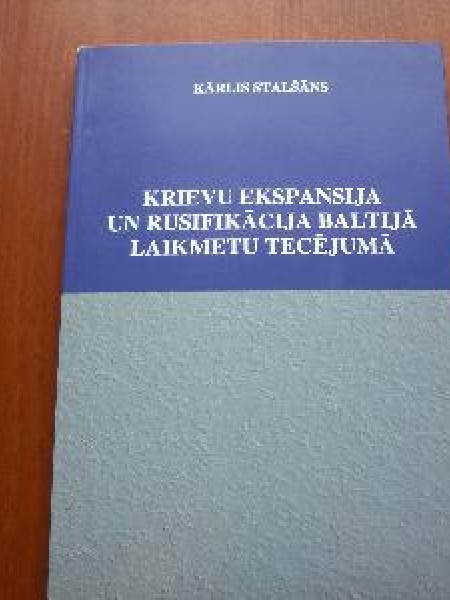 KĀRLIS STALŠĀNS
KRIEVU EKSPANSIJA
UN RUSIFIKĀCIJA BALTIJĀ
LAIKMETU TECĒJUMĀ